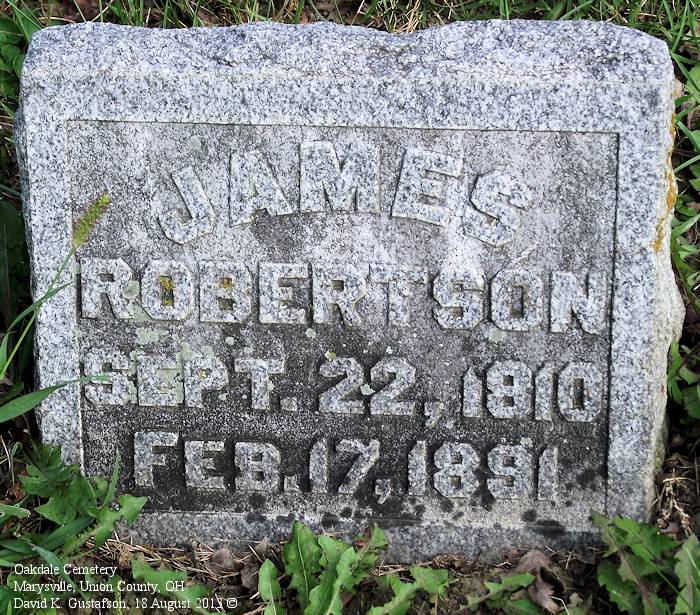 JAMES
ROBERTSON
SEPT. 22, 1810
FEB. 17, 1891
Oakdale Cemetery
Marysville, Union County, OH
David K. Gustafson, 18 August 2013 ©